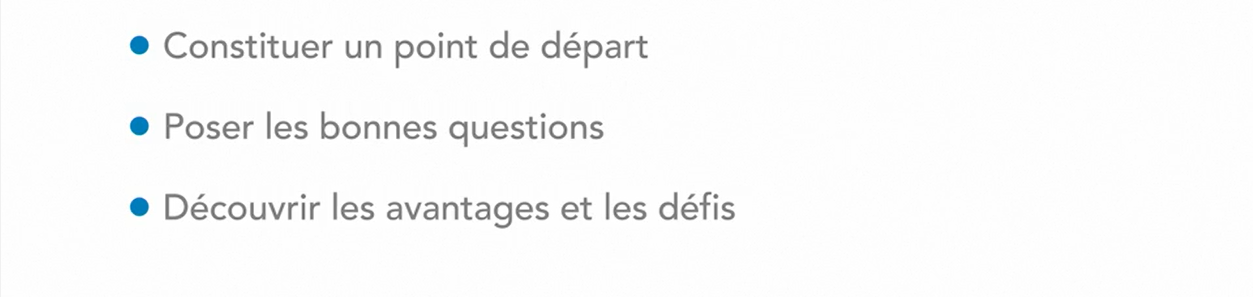 Constituer un point de départ
Poser les bonnes questions
Découvrir les avantages et les défis